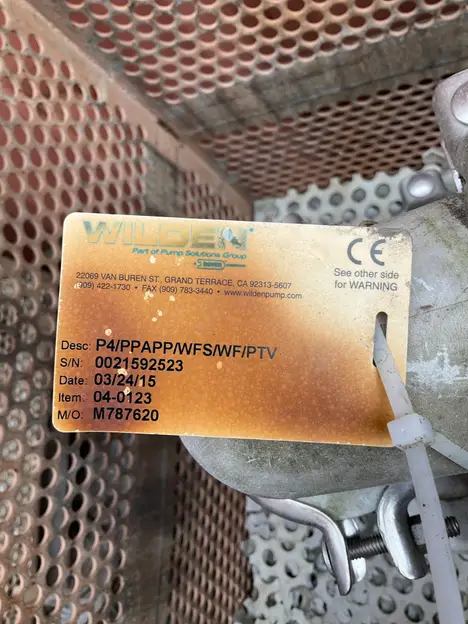 WILDEN
Part of Pump Solutions Group
DOVER
22069 VAN BUREN ST., GRAND TERRACE, CA 92313-5607
(909) 422-1730 • FAX (909) 783-3440 • www.wildenpump.com
CE
See other side
for WARNING
Desc: P4/PPAPP/WFS/WF/PTV
S/N: 0021592523
Date: 03/24/15
Item: 04-0123
M/O: M787620